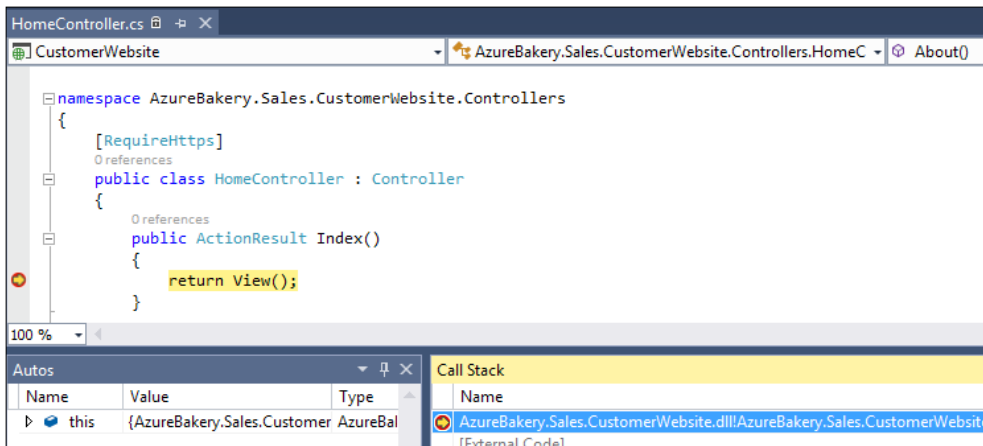 HomeController.cs
CustomerWebsite AzureBakery.Sales.CustomerWebsite.Controllers.HomeC About()
namespace AzureBakery.Sales.CustomerWebsite.Controllers
{
[RequireHttps]
0 references
public class HomeController : Controller
{
0 references
public ActionResult Index()
{
return View();
}
100 %
Autos
Name Value Type
this {AzureBakery.Sales.Customer AzureBal
Call Stack
Name
AzureBakery.Sales.CustomerWebsite.dll!AzureBakery.Sales.CustomerWebsite
[External Code]